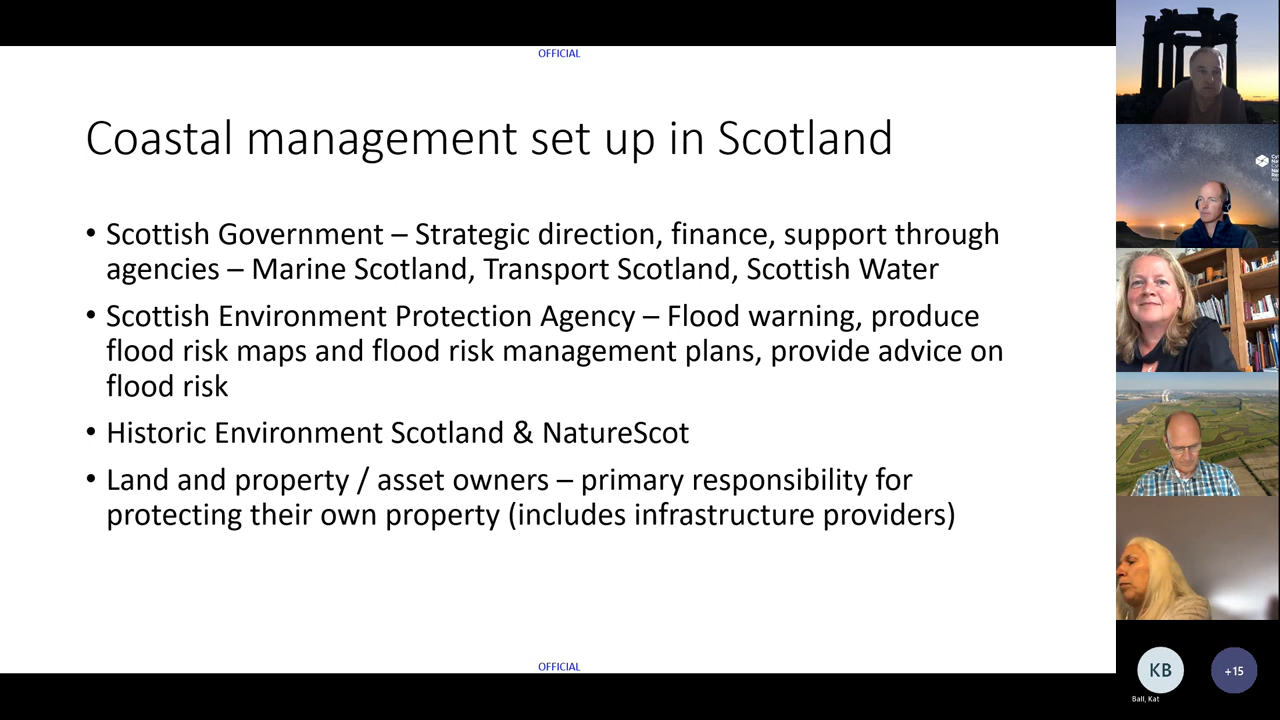 OFFICIAL
Coastal management set up in Scotland
• Scottish Government – Strategic direction, finance, support through
agencies – Marine Scotland, Transport Scotland, Scottish Water
• Scottish Environment Protection Agency – Flood warning, produce
flood risk maps and flood risk management plans, provide advice on
flood risk
• Historic Environment Scotland & NatureScot
• Land and property / asset owners – primary responsibility for
protecting their own property (includes infrastructure providers)
OFFICIAL
KB
+15
Ball, Kat